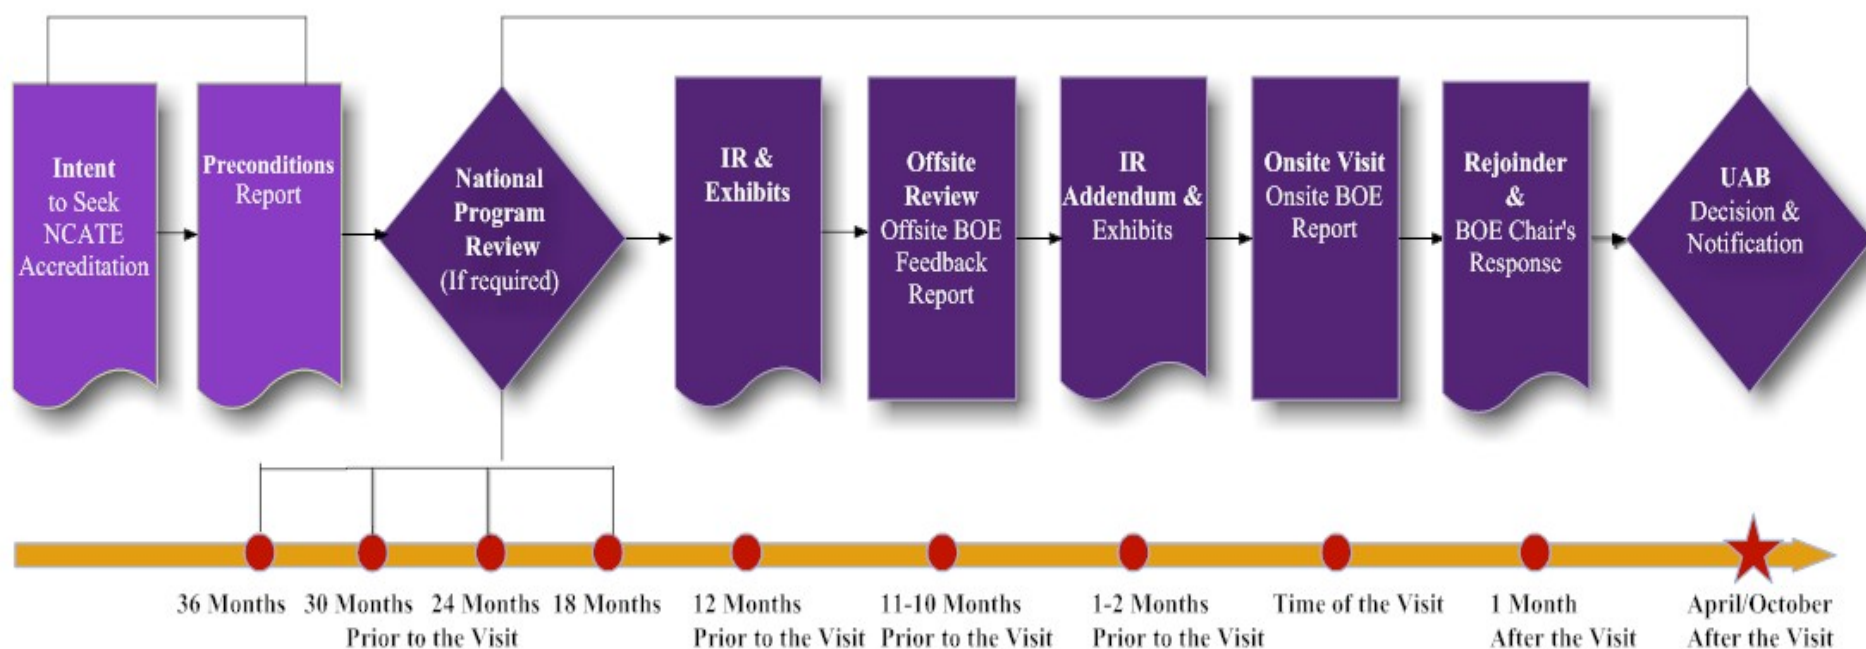 Intent
to Seek
NCATE
Accreditation
Preconditions
Report
National
Program
Review
(If required)
IR &
Exhibits
Offsite
Review
Offsite BOE
Feedback
Report
IR
Addendum &
Exhibits
Onsite Visit
Onsite BOE
Report
Rejoinder
&
BOE Chair's
Response
UAB
Decision &
Notification
36 Months
30 Months
24 Months
18 Months
Prior to the Visit
12 Months
Prior to the Visit
11-10 Months
Prior to the Visit
1-2 Months
Prior to the Visit
Time of the Visit
1 Month
After the Visit
April/October
After the Visit